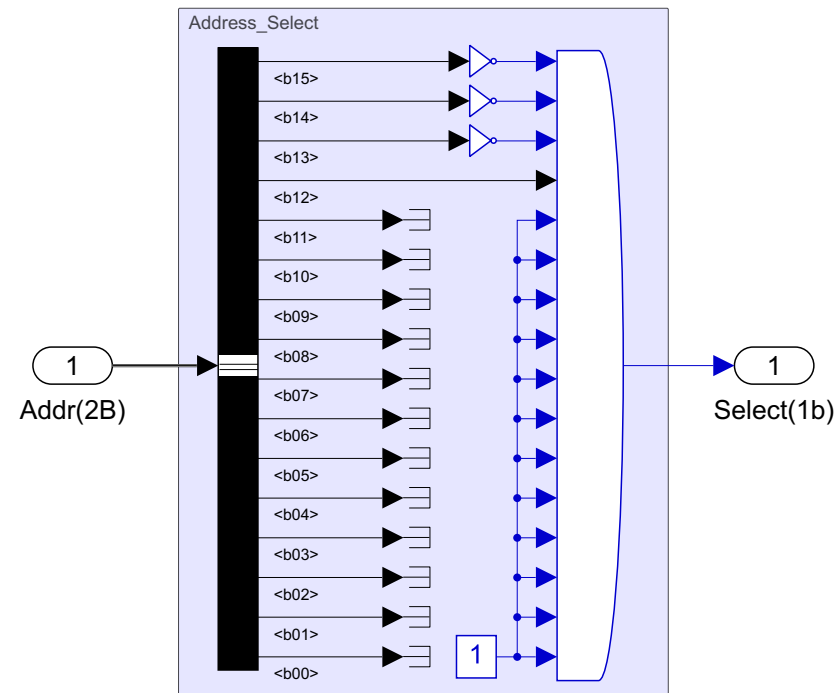 Address_Select
<b15>
<b14>
<b13>
<b12>
<b11>
<b10>
<b09>
<b08>
1
Addr(2B)
<b07>
1
Select(1b)
<b06>
<b05>
<b04>
<b03>
<b02>
<b01>
1
<b00>